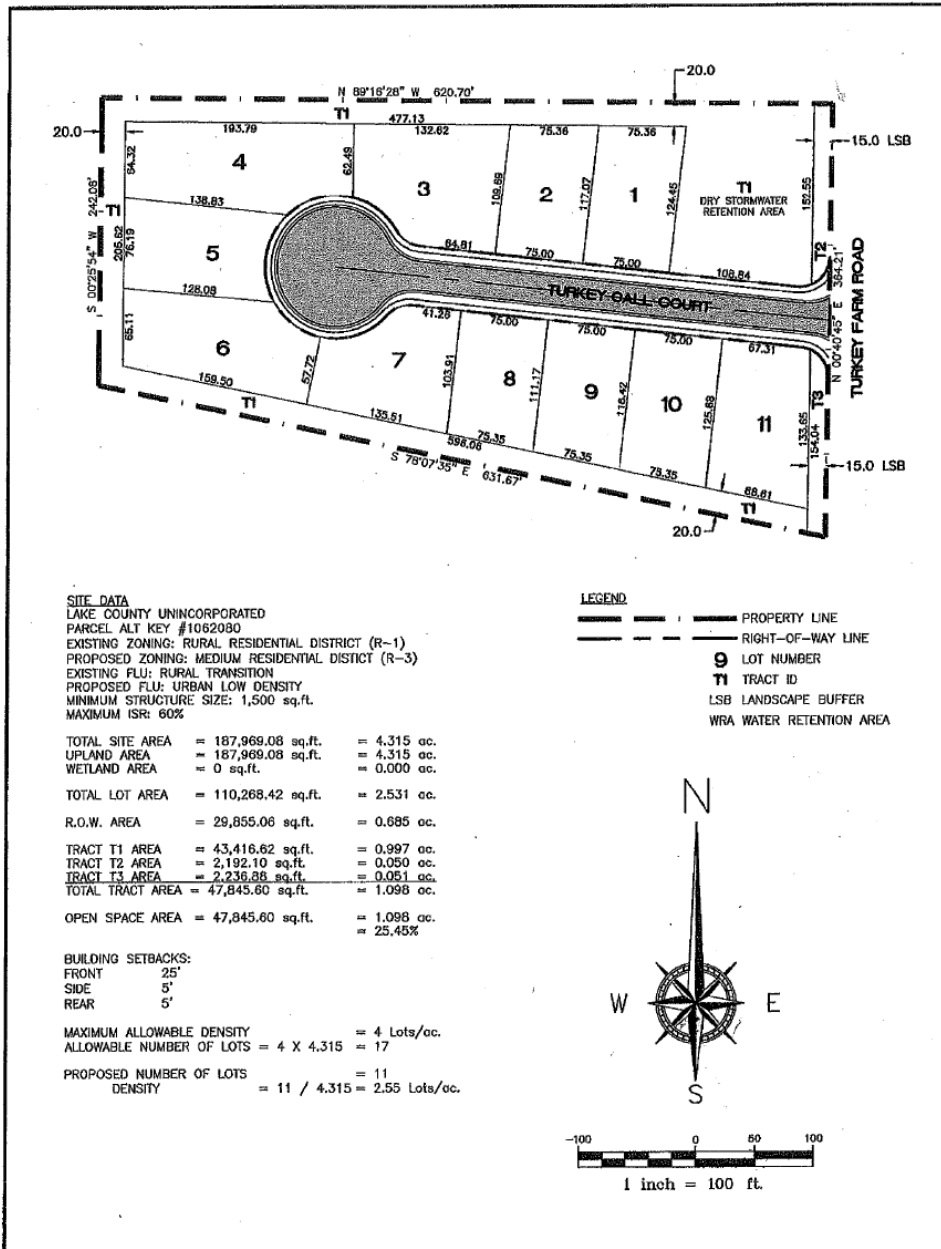 20.0
N 89°16'28" W 620.70'
T1
477.13
20.0
193.79
132.62
75.36
75.36
15.0 LSB
64.32
4
62.49
3
109.69
2
117.07
1
124.45
T1
DRY STORMWATER
RETENTION AREA
152.55
S 00°25'54" W 242.08'
T1
205.62
76.19
138.83
5
64.81
75.00
75.00
108.84
T2
128.08
TURKEY CALL COURT
N 00°40'45" E 364.21'
TURKEY FARM ROAD
65.11
6
57.72
41.26
75.00
75.00
75.00
67.31
7
103.91
8
111.17
9
118.42
10
125.68
11
133.65
154.04
T3
159.50
T1
135.51
598.08
75.35
75.35
75.35
68.61
S 78°07'35" E 631.67'
T1
15.0 LSB
20.0
SITE DATA
LAKE COUNTY UNINCORPORATED
PARCEL ALT KEY #1062080
EXISTING ZONING: RURAL RESIDENTIAL DISTRICT (R-1)
PROPOSED ZONING: MEDIUM RESIDENTIAL DISTICT (R-3)
EXISTING FLU: RURAL TRANSITION
PROPOSED FLU: URBAN LOW DENSITY
MINIMUM STRUCTURE SIZE: 1,500 sq.ft.
MAXIMUM ISR: 60%
TOTAL SITE AREA = 187,969.08 sq.ft. = 4.315 ac.
UPLAND AREA = 187,969.08 sq.ft. = 4.315 ac.
WETLAND AREA = 0 sq.ft. = 0.000 ac.
TOTAL LOT AREA = 110,268.42 sq.ft. = 2.531 ac.
R.O.W. AREA = 29,855.06 sq.ft. = 0.685 ac.
TRACT T1 AREA = 43,416.62 sq.ft. = 0.997 ac.
TRACT T2 AREA = 2,192.10 sq.ft. = 0.050 ac.
TRACT T3 AREA = 2,236.88 sq.ft. = 0.051 ac.
TOTAL TRACT AREA = 47,845.60 sq.ft. = 1.098 ac.
OPEN SPACE AREA = 47,845.60 sq.ft. = 1.098 ac.
= 25.45%
BUILDING SETBACKS:
FRONT 25'
SIDE 5'
REAR 5'
MAXIMUM ALLOWABLE DENSITY = 4 Lots/ac.
ALLOWABLE NUMBER OF LOTS = 4 X 4.315 = 17
PROPOSED NUMBER OF LOTS = 11
DENSITY = 11 / 4.315 = 2.55 Lots/ac.
LEGEND
PROPERTY LINE
RIGHT-OF-WAY LINE
9 LOT NUMBER
T1 TRACT ID
LSB LANDSCAPE BUFFER
WRA WATER RETENTION AREA
N
W E
S
-100 0 50 100
1 inch = 100 ft.